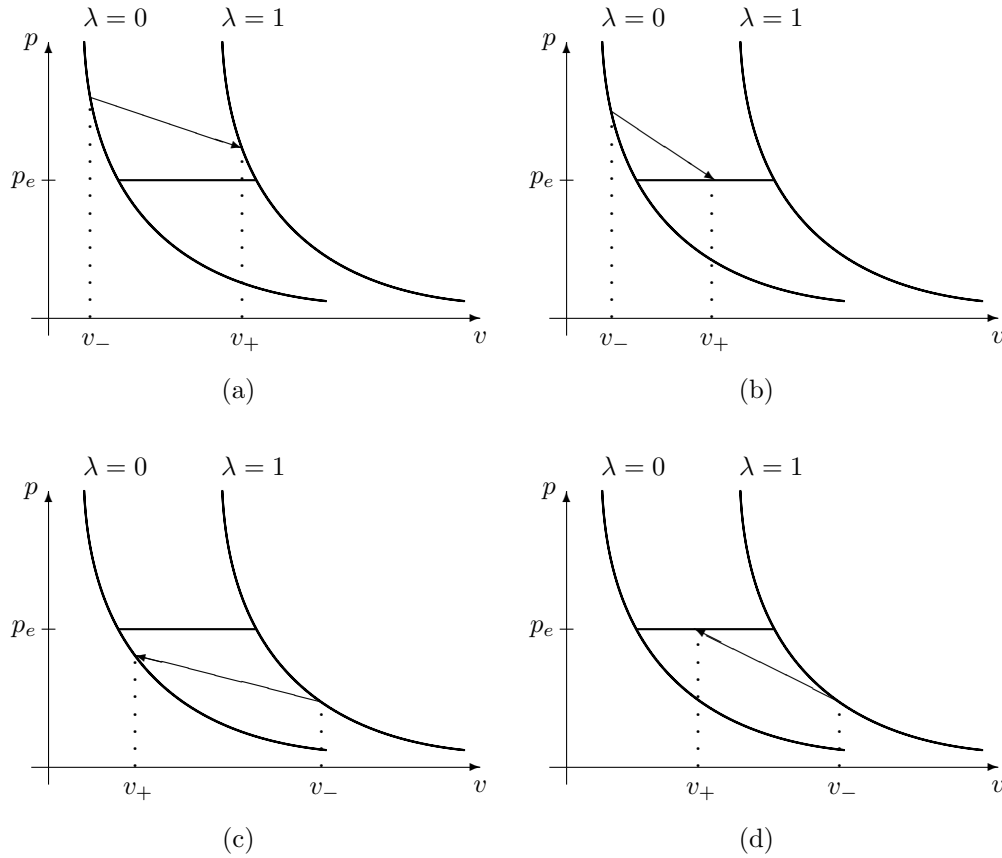 λ = 0 λ = 1
p
p_e
v_- v_+ v
(a)
λ = 0 λ = 1
p
p_e
v_- v_+ v
(b)
λ = 0 λ = 1
p
p_e
v_+ v_- v
(c)
λ = 0 λ = 1
p
p_e
v_+ v_- v
(d)